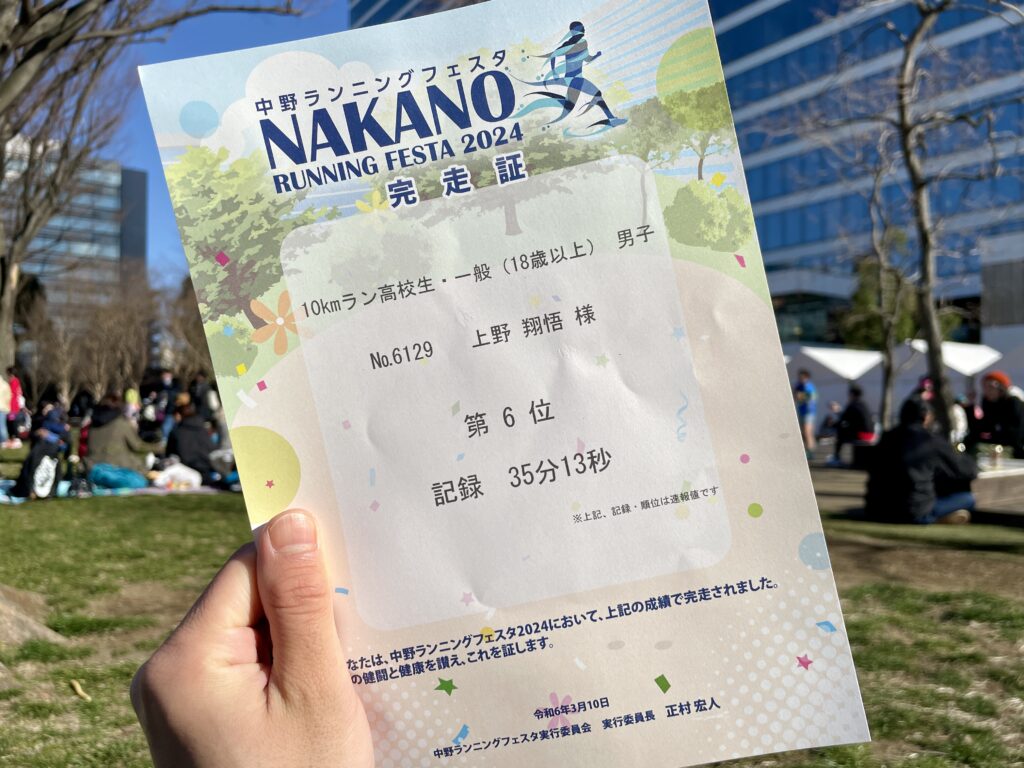 中野ランニングフェスタ
NAKANO
RUNNING FESTA 2024
完走証
10kmラン高校生・一般（18歳以上） 男子
№6129 上野 翔悟 様
第 6 位
記録 35分13秒
※上記、記録・順位は速報値です
なたは、中野ランニングフェスタ2024において、上記の成績で完走されました。
の健闘と健康を讃え、これを証します。
令和6年3月10日
中野ランニングフェスタ実行委員会 実行委員長 正村 宏人